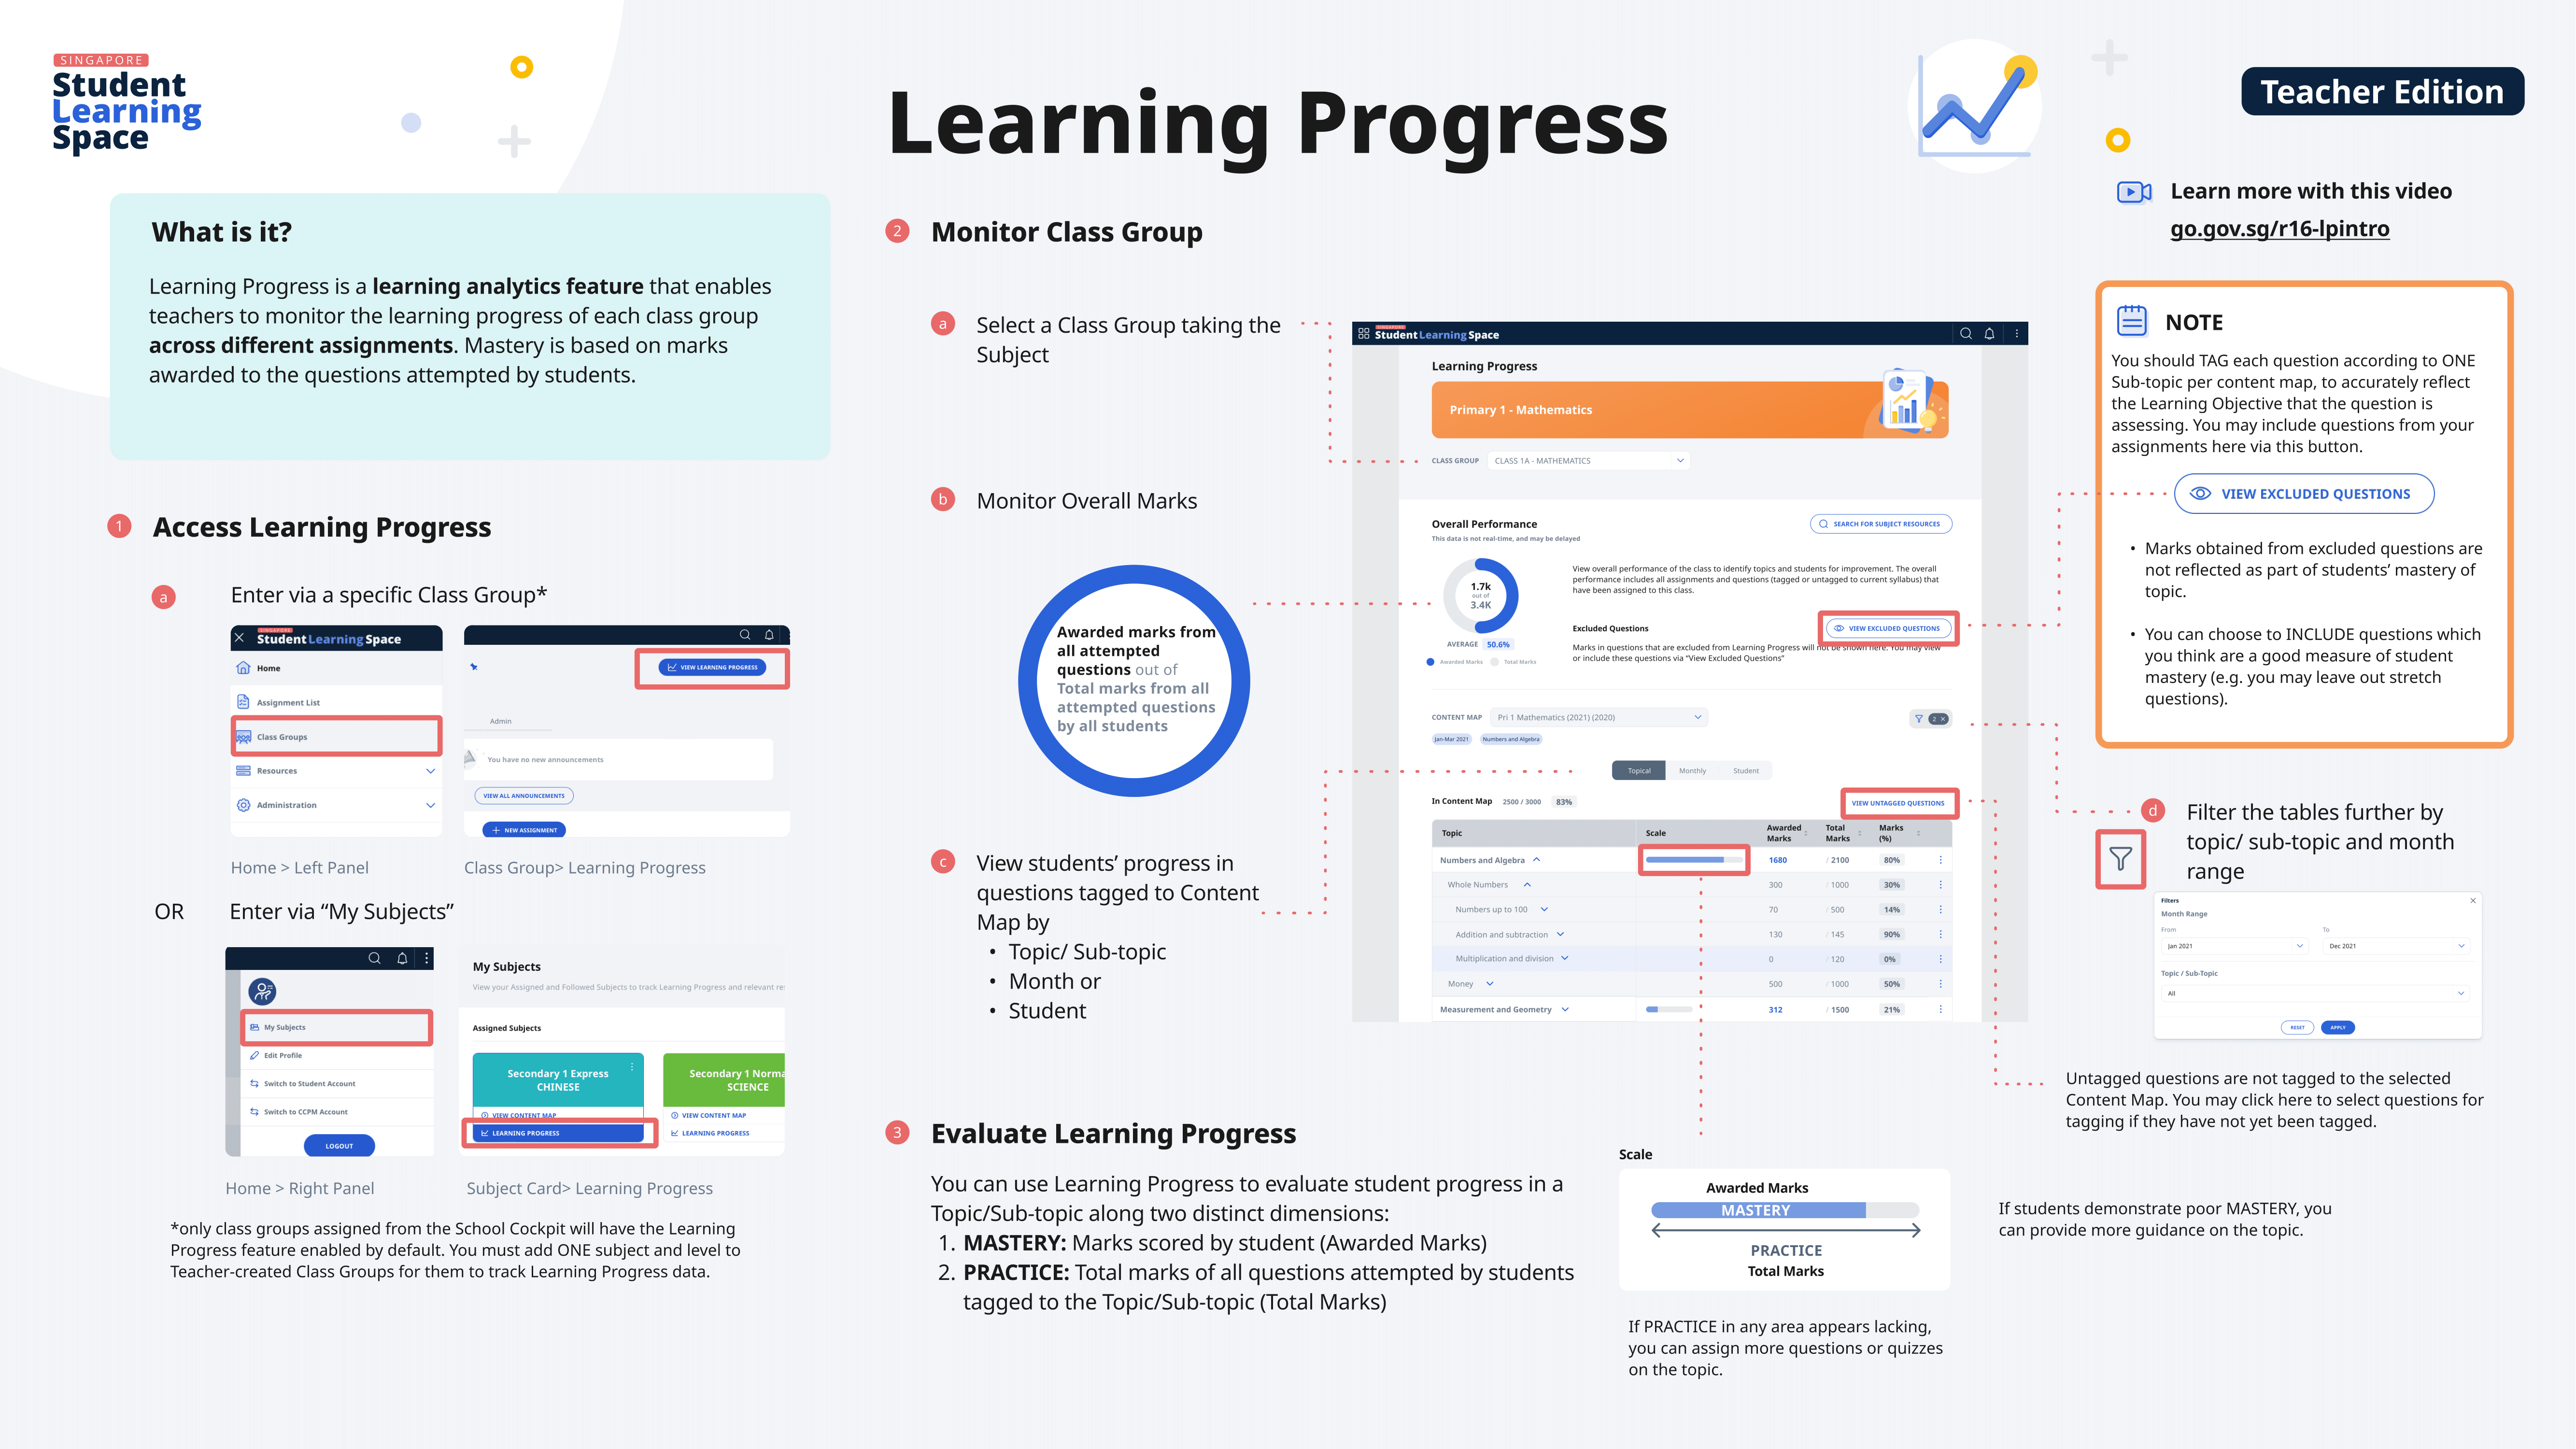 SINGAPORE
Student
Learning
Space
Learning Progress
Teacher Edition
Learn more with this video
go.gov.sg/r16-lpintro
What is it?
Learning Progress is a learning analytics feature that enables
teachers to monitor the learning progress of each class group
across different assignments. Mastery is based on marks
awarded to the questions attempted by students.
1
Access Learning Progress
a
Enter via a specific Class Group*
SINGAPORE
Student Learning Space
Home
Assignment List
Class Groups
Resources
Administration
VIEW LEARNING PROGRESS
Admin
You have no new announcements
VIEW ALL ANNOUNCEMENTS
NEW ASSIGNMENT
Home > Left Panel
Class Group> Learning Progress
OR
Enter via “My Subjects”
My Subjects
Edit Profile
Switch to Student Account
Switch to CCPM Account
LOGOUT
My Subjects
View your Assigned and Followed Subjects to track Learning Progress and relevant
Assigned Subjects
Secondary 1 Express
CHINESE
VIEW CONTENT MAP
LEARNING PROGRESS
Secondary 1 Norma
SCIENCE
VIEW CONTENT MAP
LEARNING PROGRESS
Home > Right Panel
Subject Card> Learning Progress
*only class groups assigned from the School Cockpit will have the Learning
Progress feature enabled by default. You must add ONE subject and level to
Teacher-created Class Groups for them to track Learning Progress data.
2
Monitor Class Group
a
Select a Class Group taking the
Subject
b
Monitor Overall Marks
Awarded marks from
all attempted
questions out of
Total marks from all
attempted questions
by all students
c
View students’ progress in
questions tagged to Content
Map by
• Topic/ Sub-topic
• Month or
• Student
SINGAPORE
Student Learning Space
Learning Progress
Primary 1 - Mathematics
CLASS GROUP CLASS 1A - MATHEMATICS
Overall Performance
SEARCH FOR SUBJECT RESOURCES
This data is not real-time, and may be delayed
1.7k
out of
3.4K
AVERAGE 50.6%
Awarded Marks Total Marks
View overall performance of the class to identify topics and students for improvement. The overall
performance includes all assignments and questions (tagged or untagged to current syllabus) that
have been assigned to this class.
Excluded Questions
VIEW EXCLUDED QUESTIONS
Marks in questions that are excluded from Learning Progress will not be shown here. You may view
or include these questions via “View Excluded Questions”
CONTENT MAP Pri 1 Mathematics (2021) (2020)
2 ×
Jan-Mar 2021 Numbers and Algebra
Topical Monthly Student
In Content Map 2500 / 3000 83%
VIEW UNTAGGED QUESTIONS
Topic Scale Awarded Marks Total Marks Marks (%)
Numbers and Algebra 1680 / 2100 80%
Whole Numbers 300 / 1000 30%
Numbers up to 100 70 / 500 14%
Addition and subtraction 130 / 145 90%
Multiplication and division 0 / 120 0%
Money 500 / 1000 50%
Measurement and Geometry 312 / 1500 21%
NOTE
You should TAG each question according to ONE
Sub-topic per content map, to accurately reflect
the Learning Objective that the question is
assessing. You may include questions from your
assignments here via this button.
VIEW EXCLUDED QUESTIONS
• Marks obtained from excluded questions are
not reflected as part of students’ mastery of
topic.
• You can choose to INCLUDE questions which
you think are a good measure of student
mastery (e.g. you may leave out stretch
questions).
d
Filter the tables further by
topic/ sub-topic and month
range
Filters
Month Range
From To
Jan 2021 Dec 2021
Topic / Sub-Topic
All
RESET APPLY
Untagged questions are not tagged to the selected
Content Map. You may click here to select questions for
tagging if they have not yet been tagged.
3
Evaluate Learning Progress
You can use Learning Progress to evaluate student progress in a
Topic/Sub-topic along two distinct dimensions:
1. MASTERY: Marks scored by student (Awarded Marks)
2. PRACTICE: Total marks of all questions attempted by students
tagged to the Topic/Sub-topic (Total Marks)
Scale
Awarded Marks
MASTERY
PRACTICE
Total Marks
If students demonstrate poor MASTERY, you
can provide more guidance on the topic.
If PRACTICE in any area appears lacking,
you can assign more questions or quizzes
on the topic.